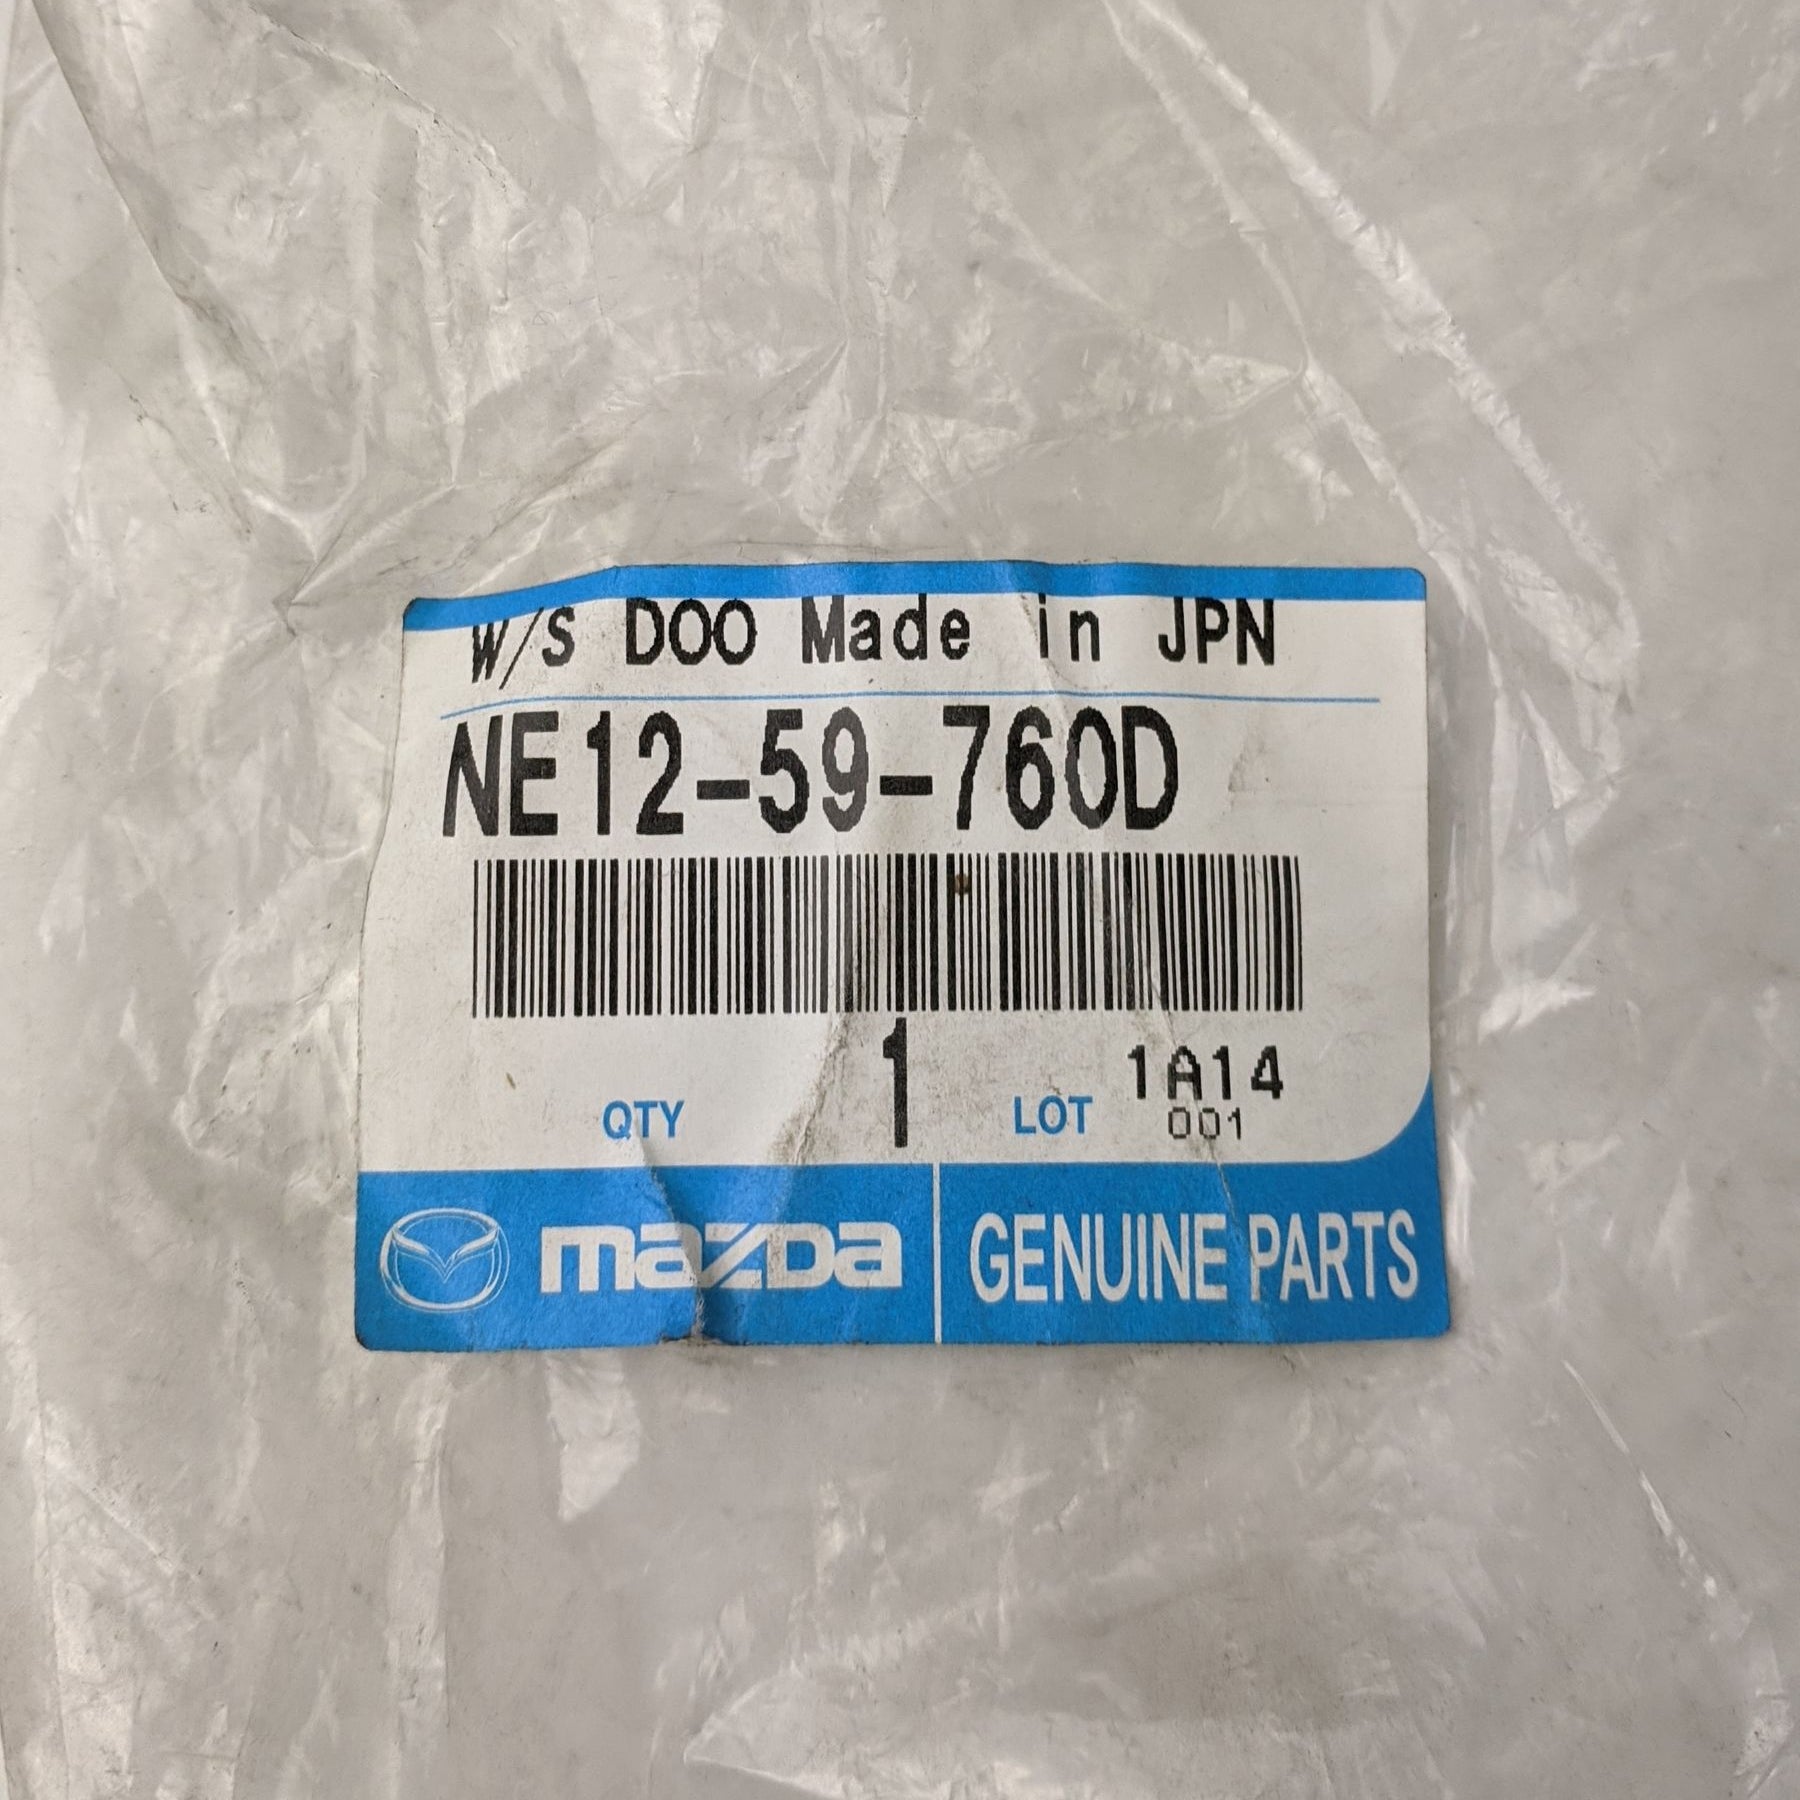 W/S DOO Made in JPN
NE12-59-760D
QTY 1 LOT 1A14
001
mazda GENUINE PARTS